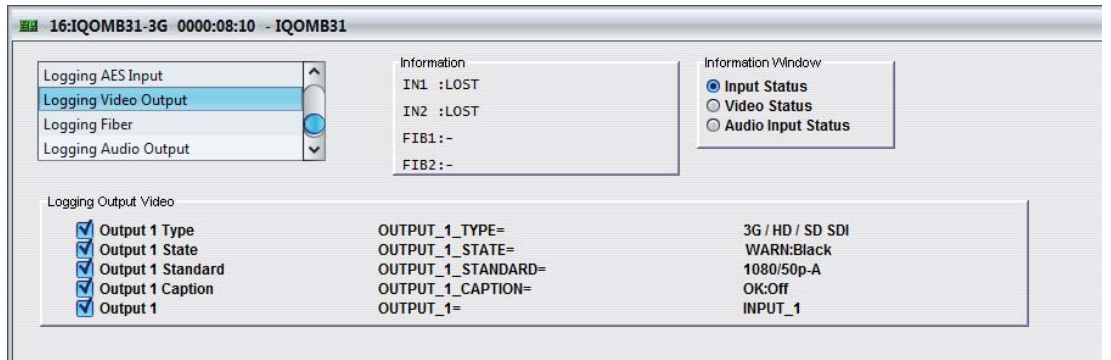 16:IQOMB31-3G 0000:08:10 - IQOMB31
Logging AES Input
Logging Video Output
Logging Fiber
Logging Audio Output
Information
IN1 :LOST
IN2 :LOST
FIB1:-
FIB2:-
Information Window
Input Status
Video Status
Audio Input Status
Logging Output Video
Output 1 Type OUTPUT_1_TYPE= 3G / HD / SD SDI
Output 1 State OUTPUT_1_STATE= WARN:Black
Output 1 Standard OUTPUT_1_STANDARD= 1080/50p-A
Output 1 Caption OUTPUT_1_CAPTION= OK:Off
Output 1 OUTPUT_1= INPUT_1